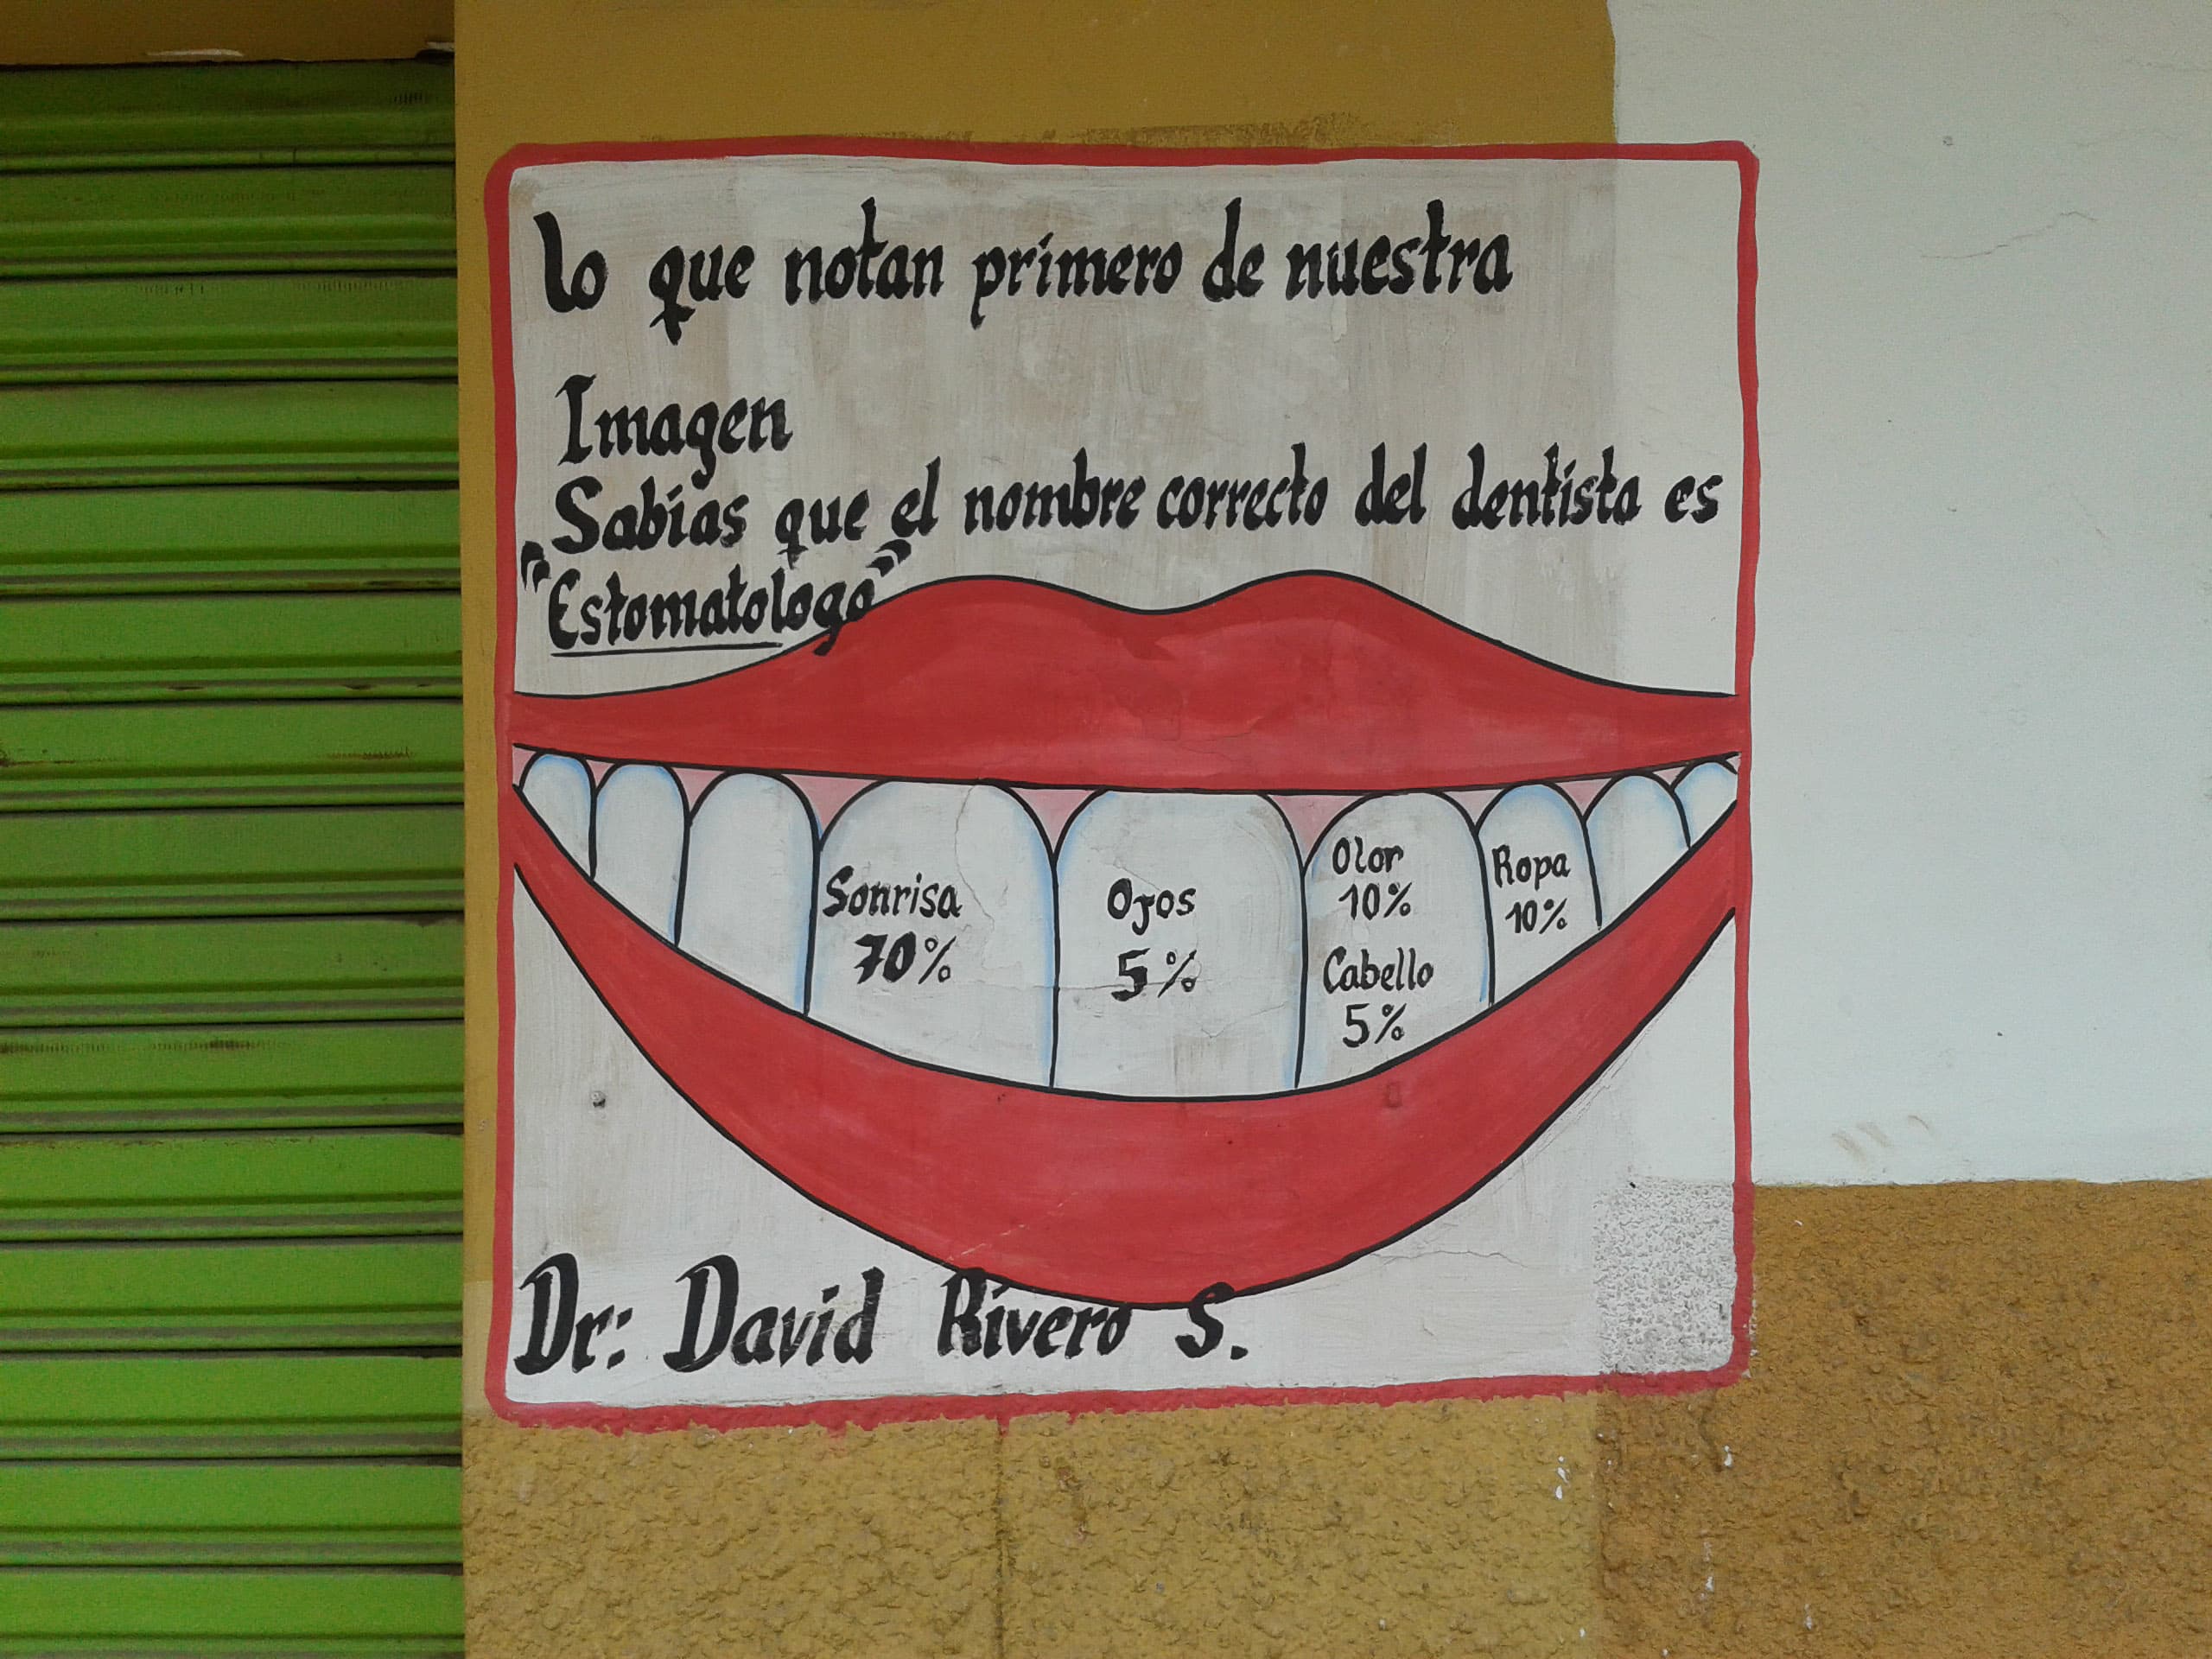 lo que notan primero de nuestra
Imagen
Sabias que el nombre correcto del dentista es
"Estomatologo"
Sonrisa
70%
Ojos
5%
Olor
10%
Cabello
5%
Ropa
10%
Dr: David Rivero S.